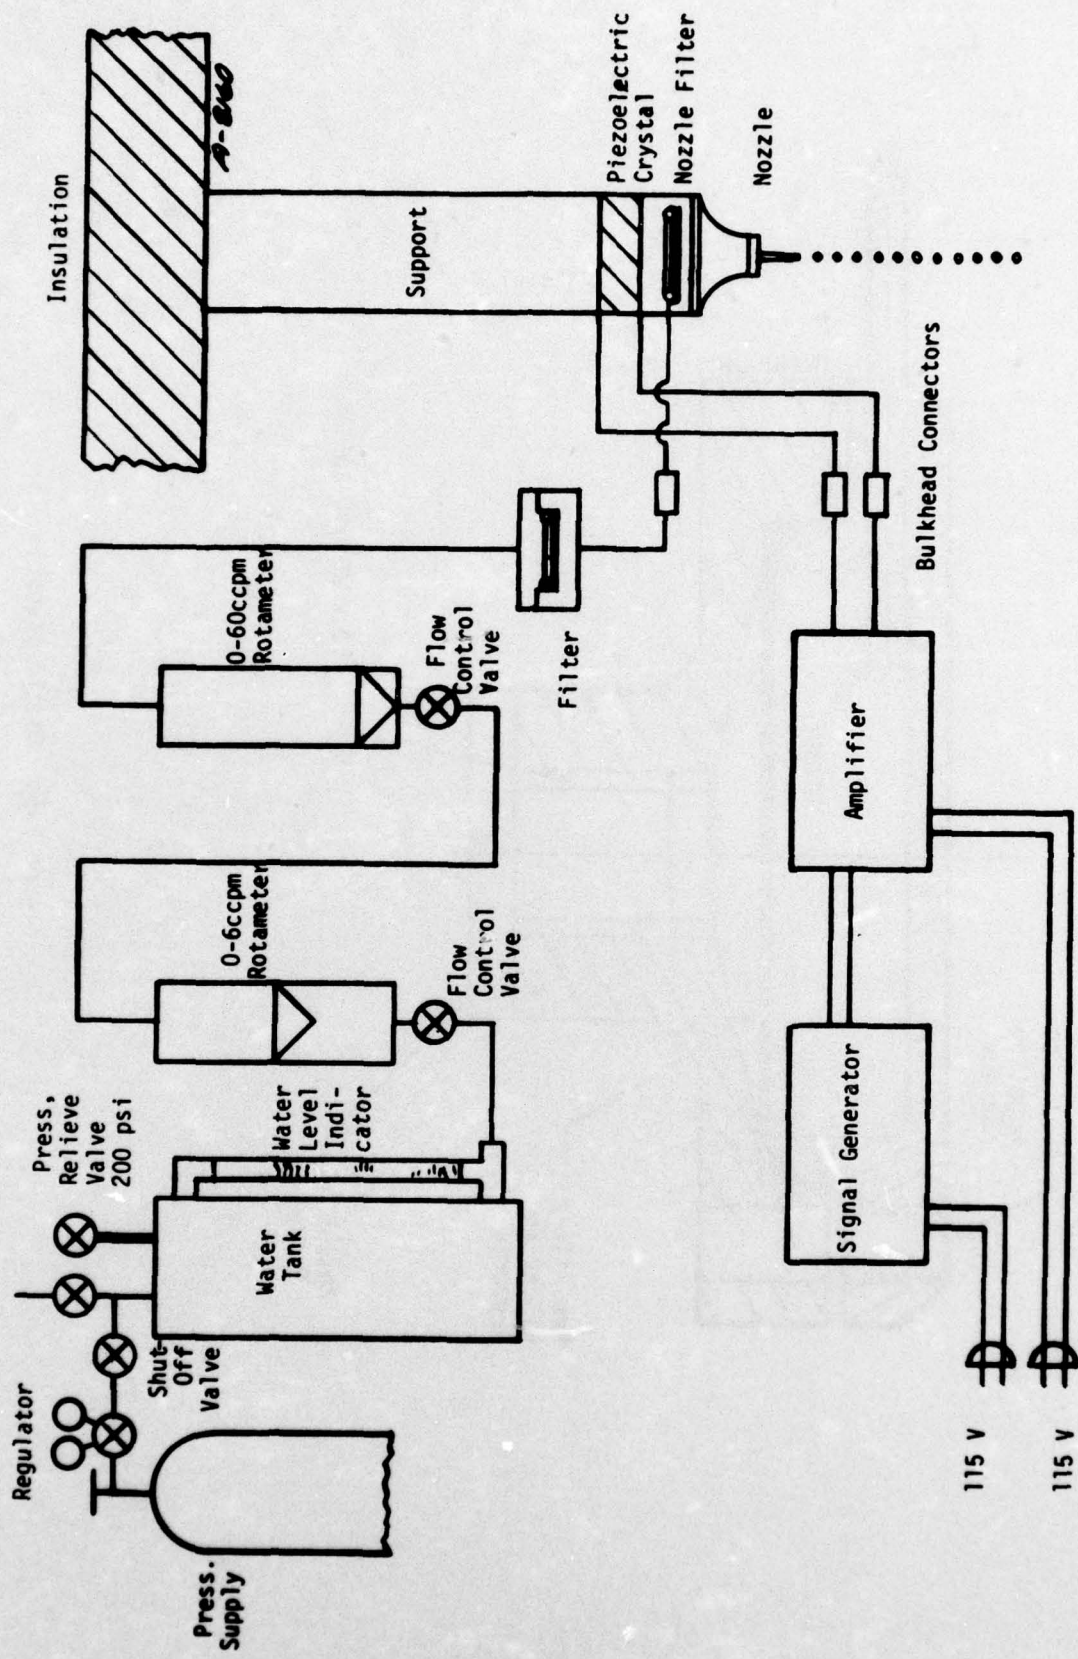 Insulation
Press,
Relieve
Valve
200 psi
Regulator
Shut-
Off
Valve
Press.
Supply
Water
Tank
Water
Level
Indi-
cator
0-6ccpm
Rotameter
Flow
Control
Valve
0-60ccpm
Rotameter
Flow
Control
Valve
Filter
Support
Piezoelectric
Crystal
Nozzle Filter
Nozzle
Bulkhead Connectors
Signal Generator
Amplifier
115 V
115 V